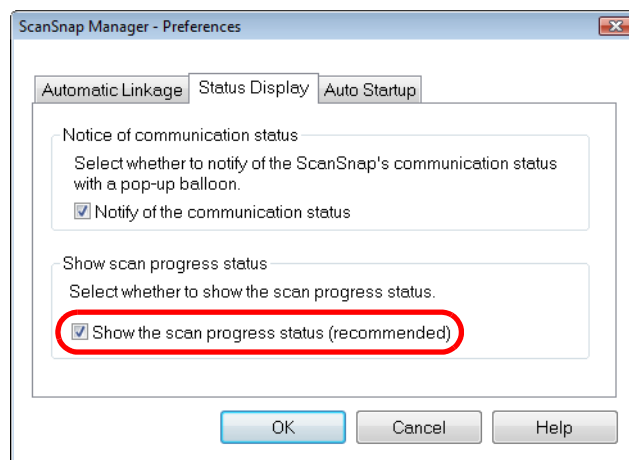 ScanSnap Manager - Preferences
Automatic Linkage Status Display Auto Startup
Notice of communication status
Select whether to notify of the ScanSnap's communication status
with a pop-up balloon.
Notify of the communication status
Show scan progress status
Select whether to show the scan progress status.
Show the scan progress status (recommended)
OK Cancel Help